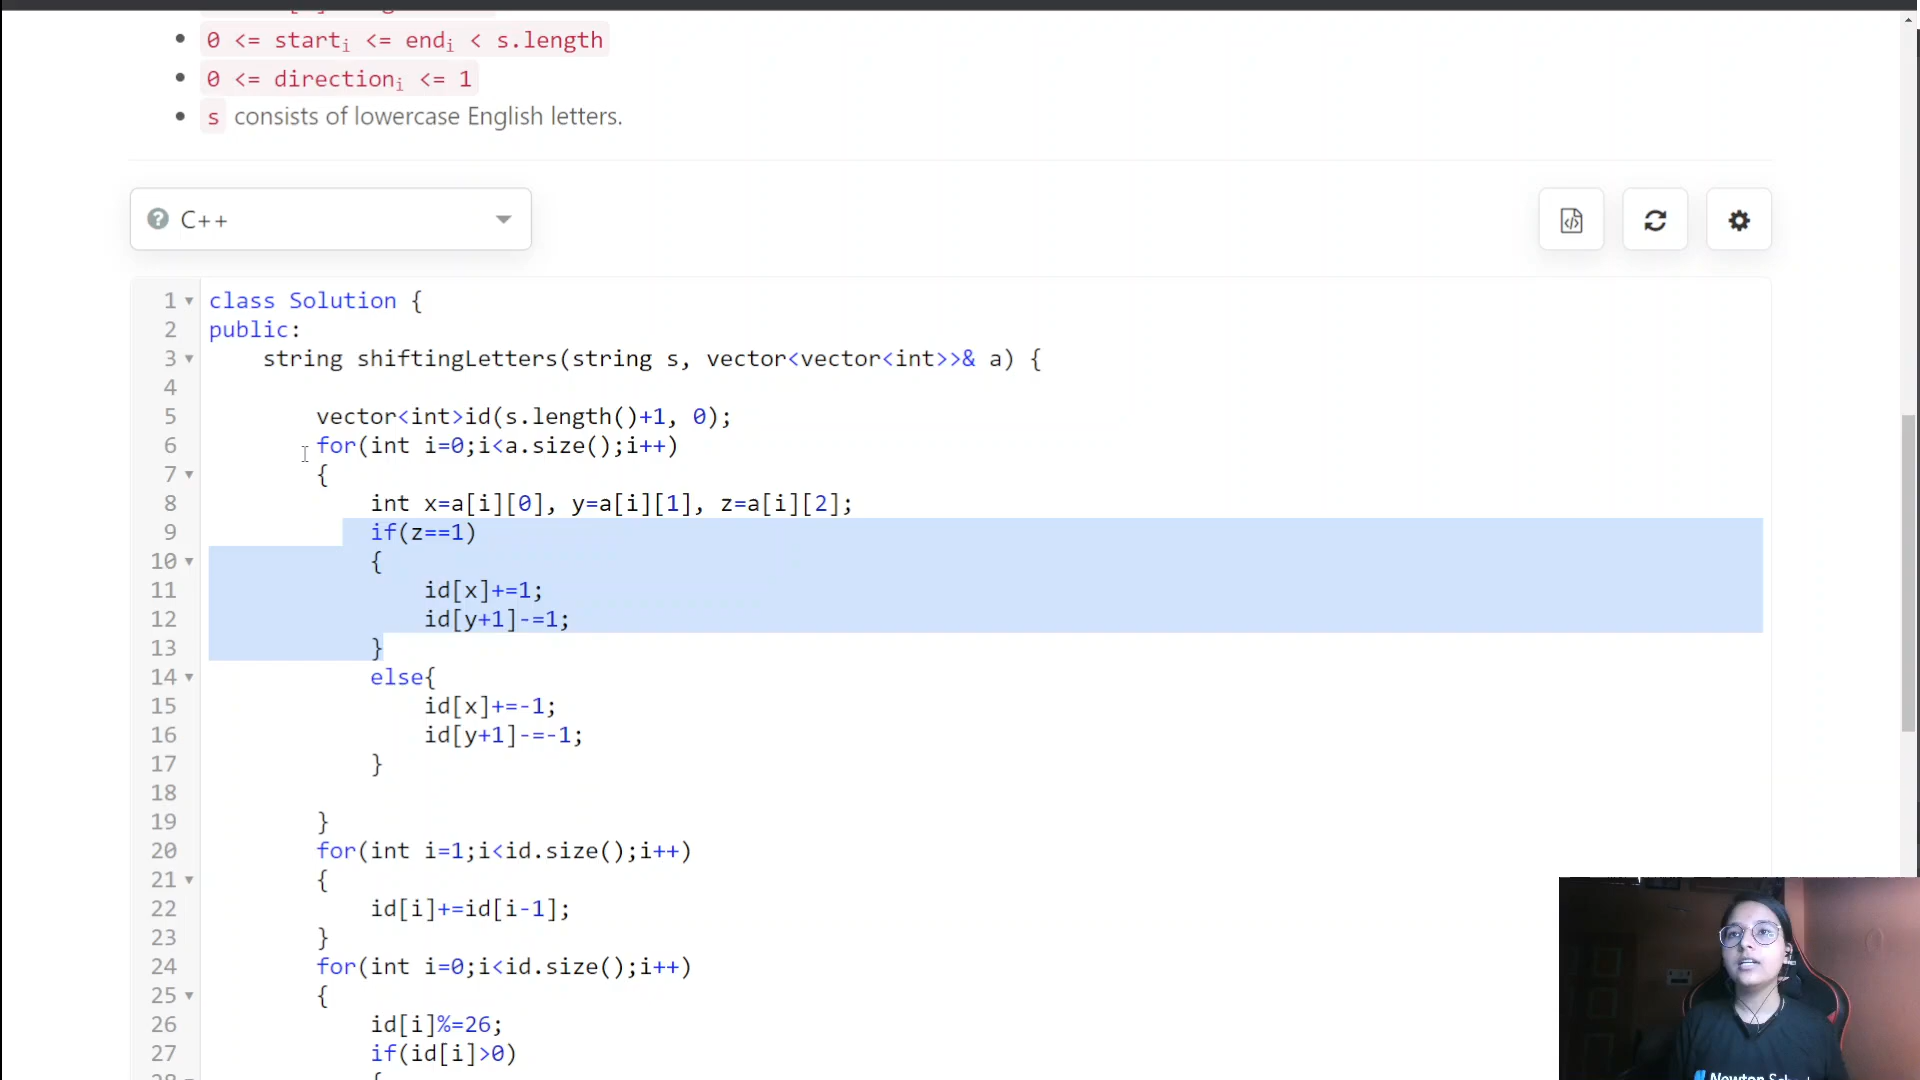 0 <= starti <= endi < s.length
0 <= directioni <= 1
s consists of lowercase English letters.
C++
1 class Solution {
2 public:
3 string shiftingLetters(string s, vector<vector<int>>& a) {
4
5 vector<int>id(s.length()+1, 0);
6 for(int i=0;i<a.size();i++)
7 {
8 int x=a[i][0], y=a[i][1], z=a[i][2];
9 if(z==1)
10 {
11 id[x]+=1;
12 id[y+1]-=1;
13 }
14 else{
15 id[x]+=-1;
16 id[y+1]-=-1;
17 }
18
19 }
20 for(int i=1;i<id.size();i++)
21 {
22 id[i]+=id[i-1];
23 }
24 for(int i=0;i<id.size();i++)
25 {
26 id[i]%=26;
27 if(id[i]>0)
Newton